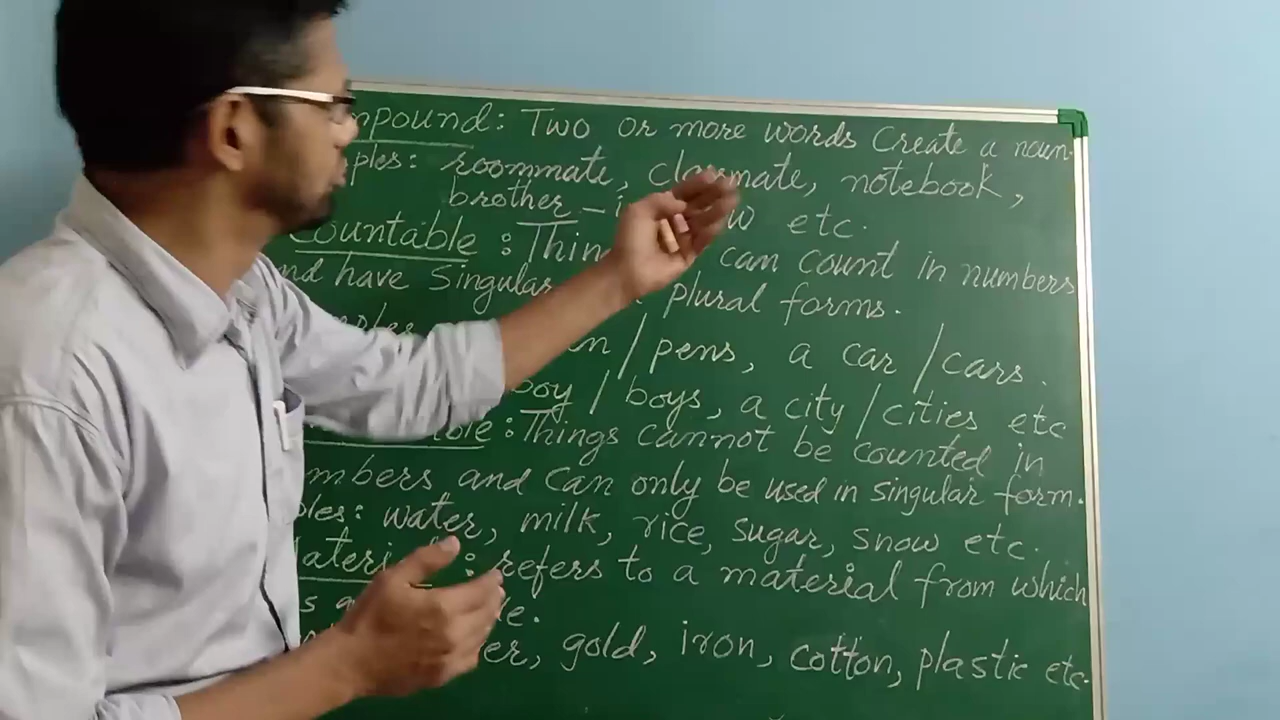 mpound: Two or more words Create a noun.
ples: roommate, classmate, notebook,
brother - i w etc.
Countable: Thin can count in numbers
nd have Singular plural forms.
n/pens, a car/cars.
boy/boys, a city/cities etc
ble: Things cannot be counted in
mbers and Can only be used in singular form.
ples: water, milk, rice, sugar, snow etc.
Material: refers to a material from which
s a e.
er, gold, iron, cotton, plastic etc.